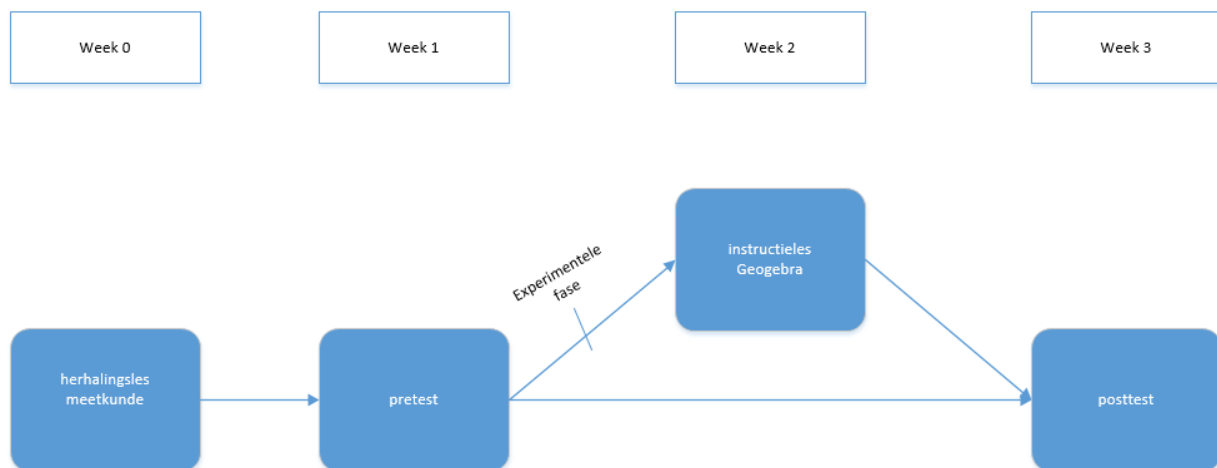 Week 0
Week 1
Week 2
Week 3
instructieles
Geogebra
Experimentele
fase
herhalingsles
meetkunde
pretest
posttest